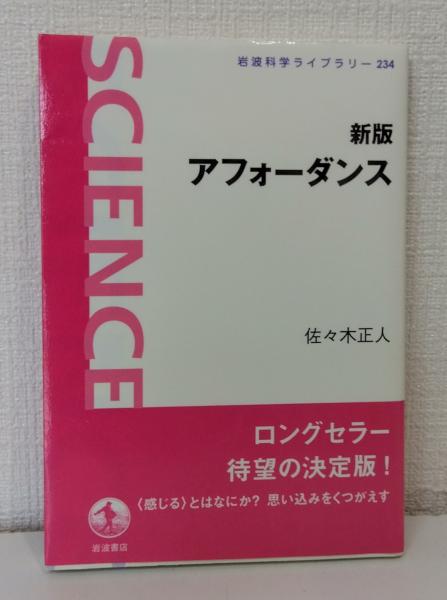 SCIENCE
岩波科学ライブラリー 234
新版
アフォーダンス
佐々木正人
ロングセラー
待望の決定版!
〈感じる〉とはなにか? 思い込みをくつがえす
岩波書店